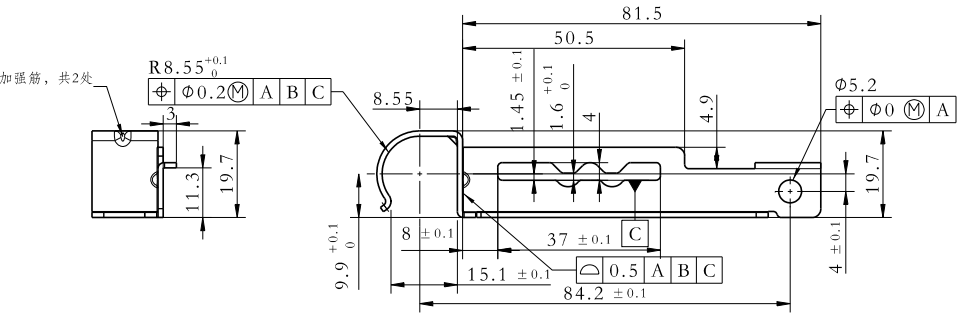 加强筋，共2处
3
11.3
19.7
R8.55 +0.1 0
⌖ Φ0.2Ⓜ A B C
8.55
81.5
50.5
1.45 ±0.1
1.6 +0.1 0
4
4.9
Φ5.2
⌖ Φ0 Ⓜ A
19.7
4 ±0.1
9.9 +0.1 0
8 ±0.1
37 ±0.1
C
15.1 ±0.1
⌓ 0.5 A B C
84.2 ±0.1